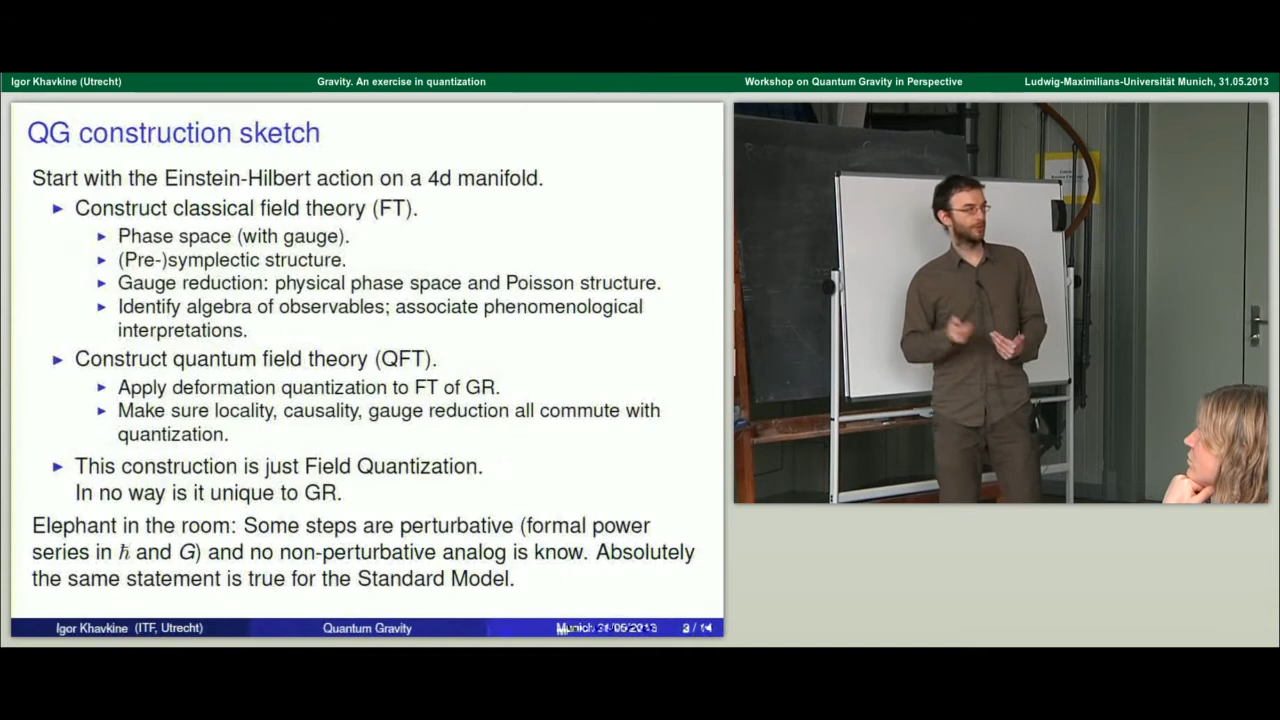 Igor Khavkine (Utrecht)
Gravity. An exercise in quantization
Workshop on Quantum Gravity in Perspective
Ludwig-Maximilians-Universität Munich, 31.05.2013
QG construction sketch
Start with the Einstein-Hilbert action on a 4d manifold.
► Construct classical field theory (FT).
► Phase space (with gauge).
► (Pre-)symplectic structure.
► Gauge reduction: physical phase space and Poisson structure.
► Identify algebra of observables; associate phenomenological
interpretations.
► Construct quantum field theory (QFT).
► Apply deformation quantization to FT of GR.
► Make sure locality, causality, gauge reduction all commute with
quantization.
► This construction is just Field Quantization.
In no way is it unique to GR.
Elephant in the room: Some steps are perturbative (formal power
series in ℏ and G) and no non-perturbative analog is know. Absolutely
the same statement is true for the Standard Model.
Igor Khavkine (ITF, Utrecht)
Quantum Gravity
Munich 31/05/2013
/ 14